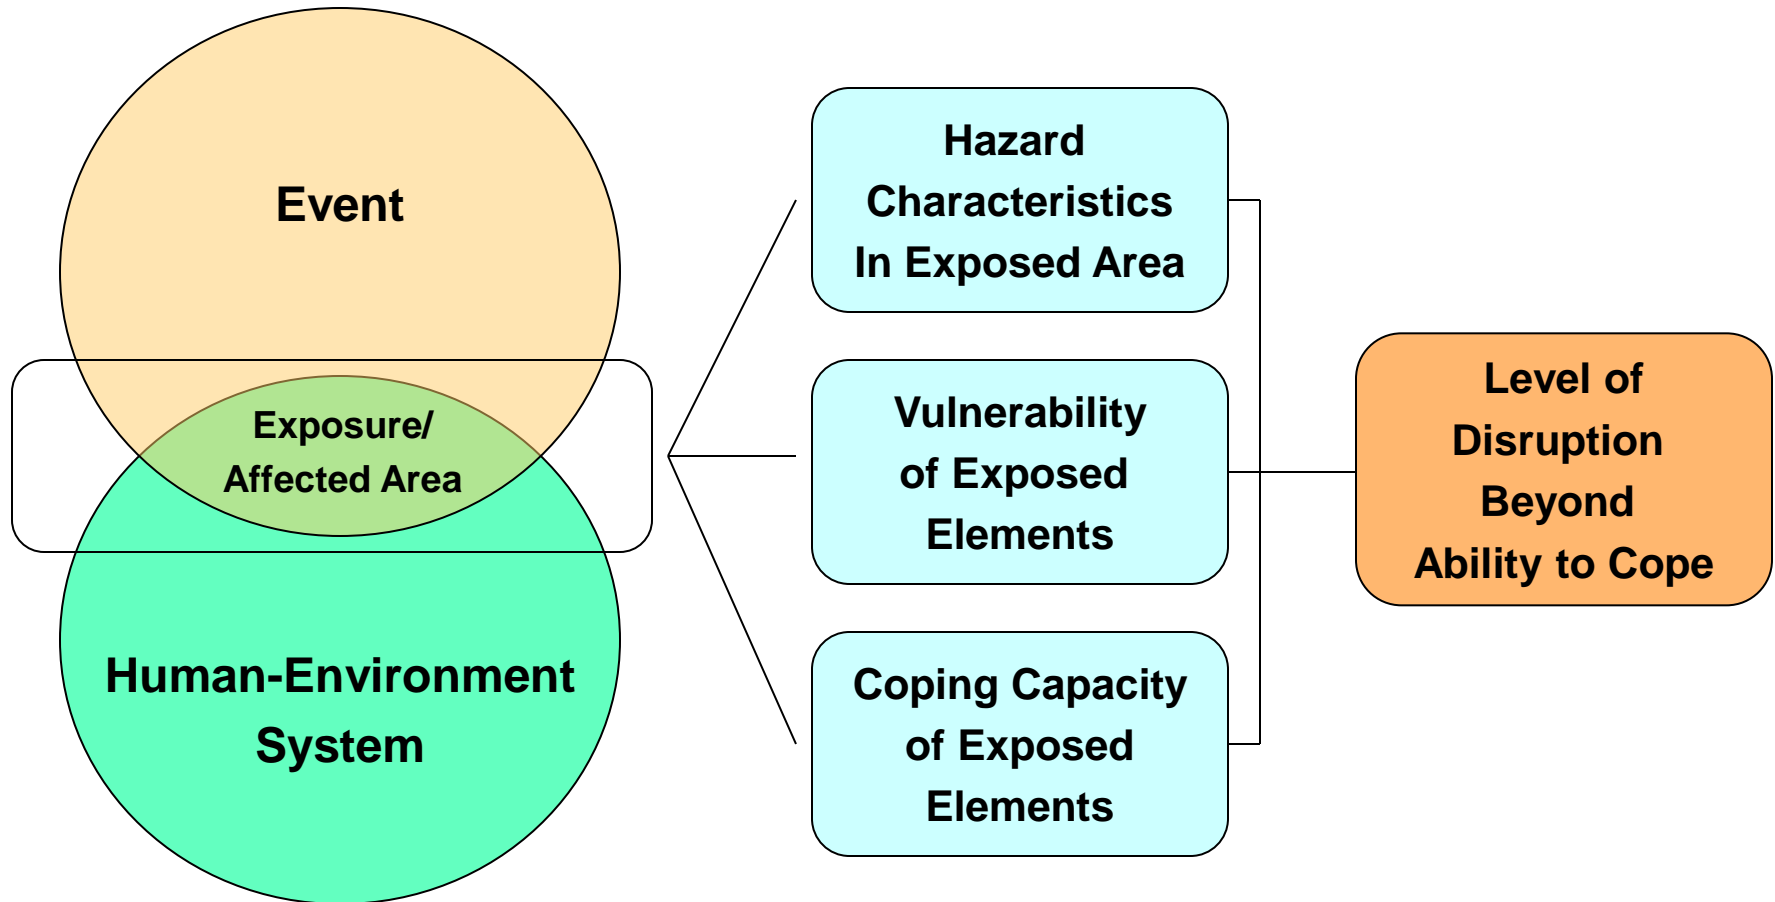 Event
Exposure/
Affected Area
Human-Environment
System
Hazard
Characteristics
In Exposed Area
Vulnerability
of Exposed
Elements
Coping Capacity
of Exposed
Elements
Level of
Disruption
Beyond
Ability to Cope